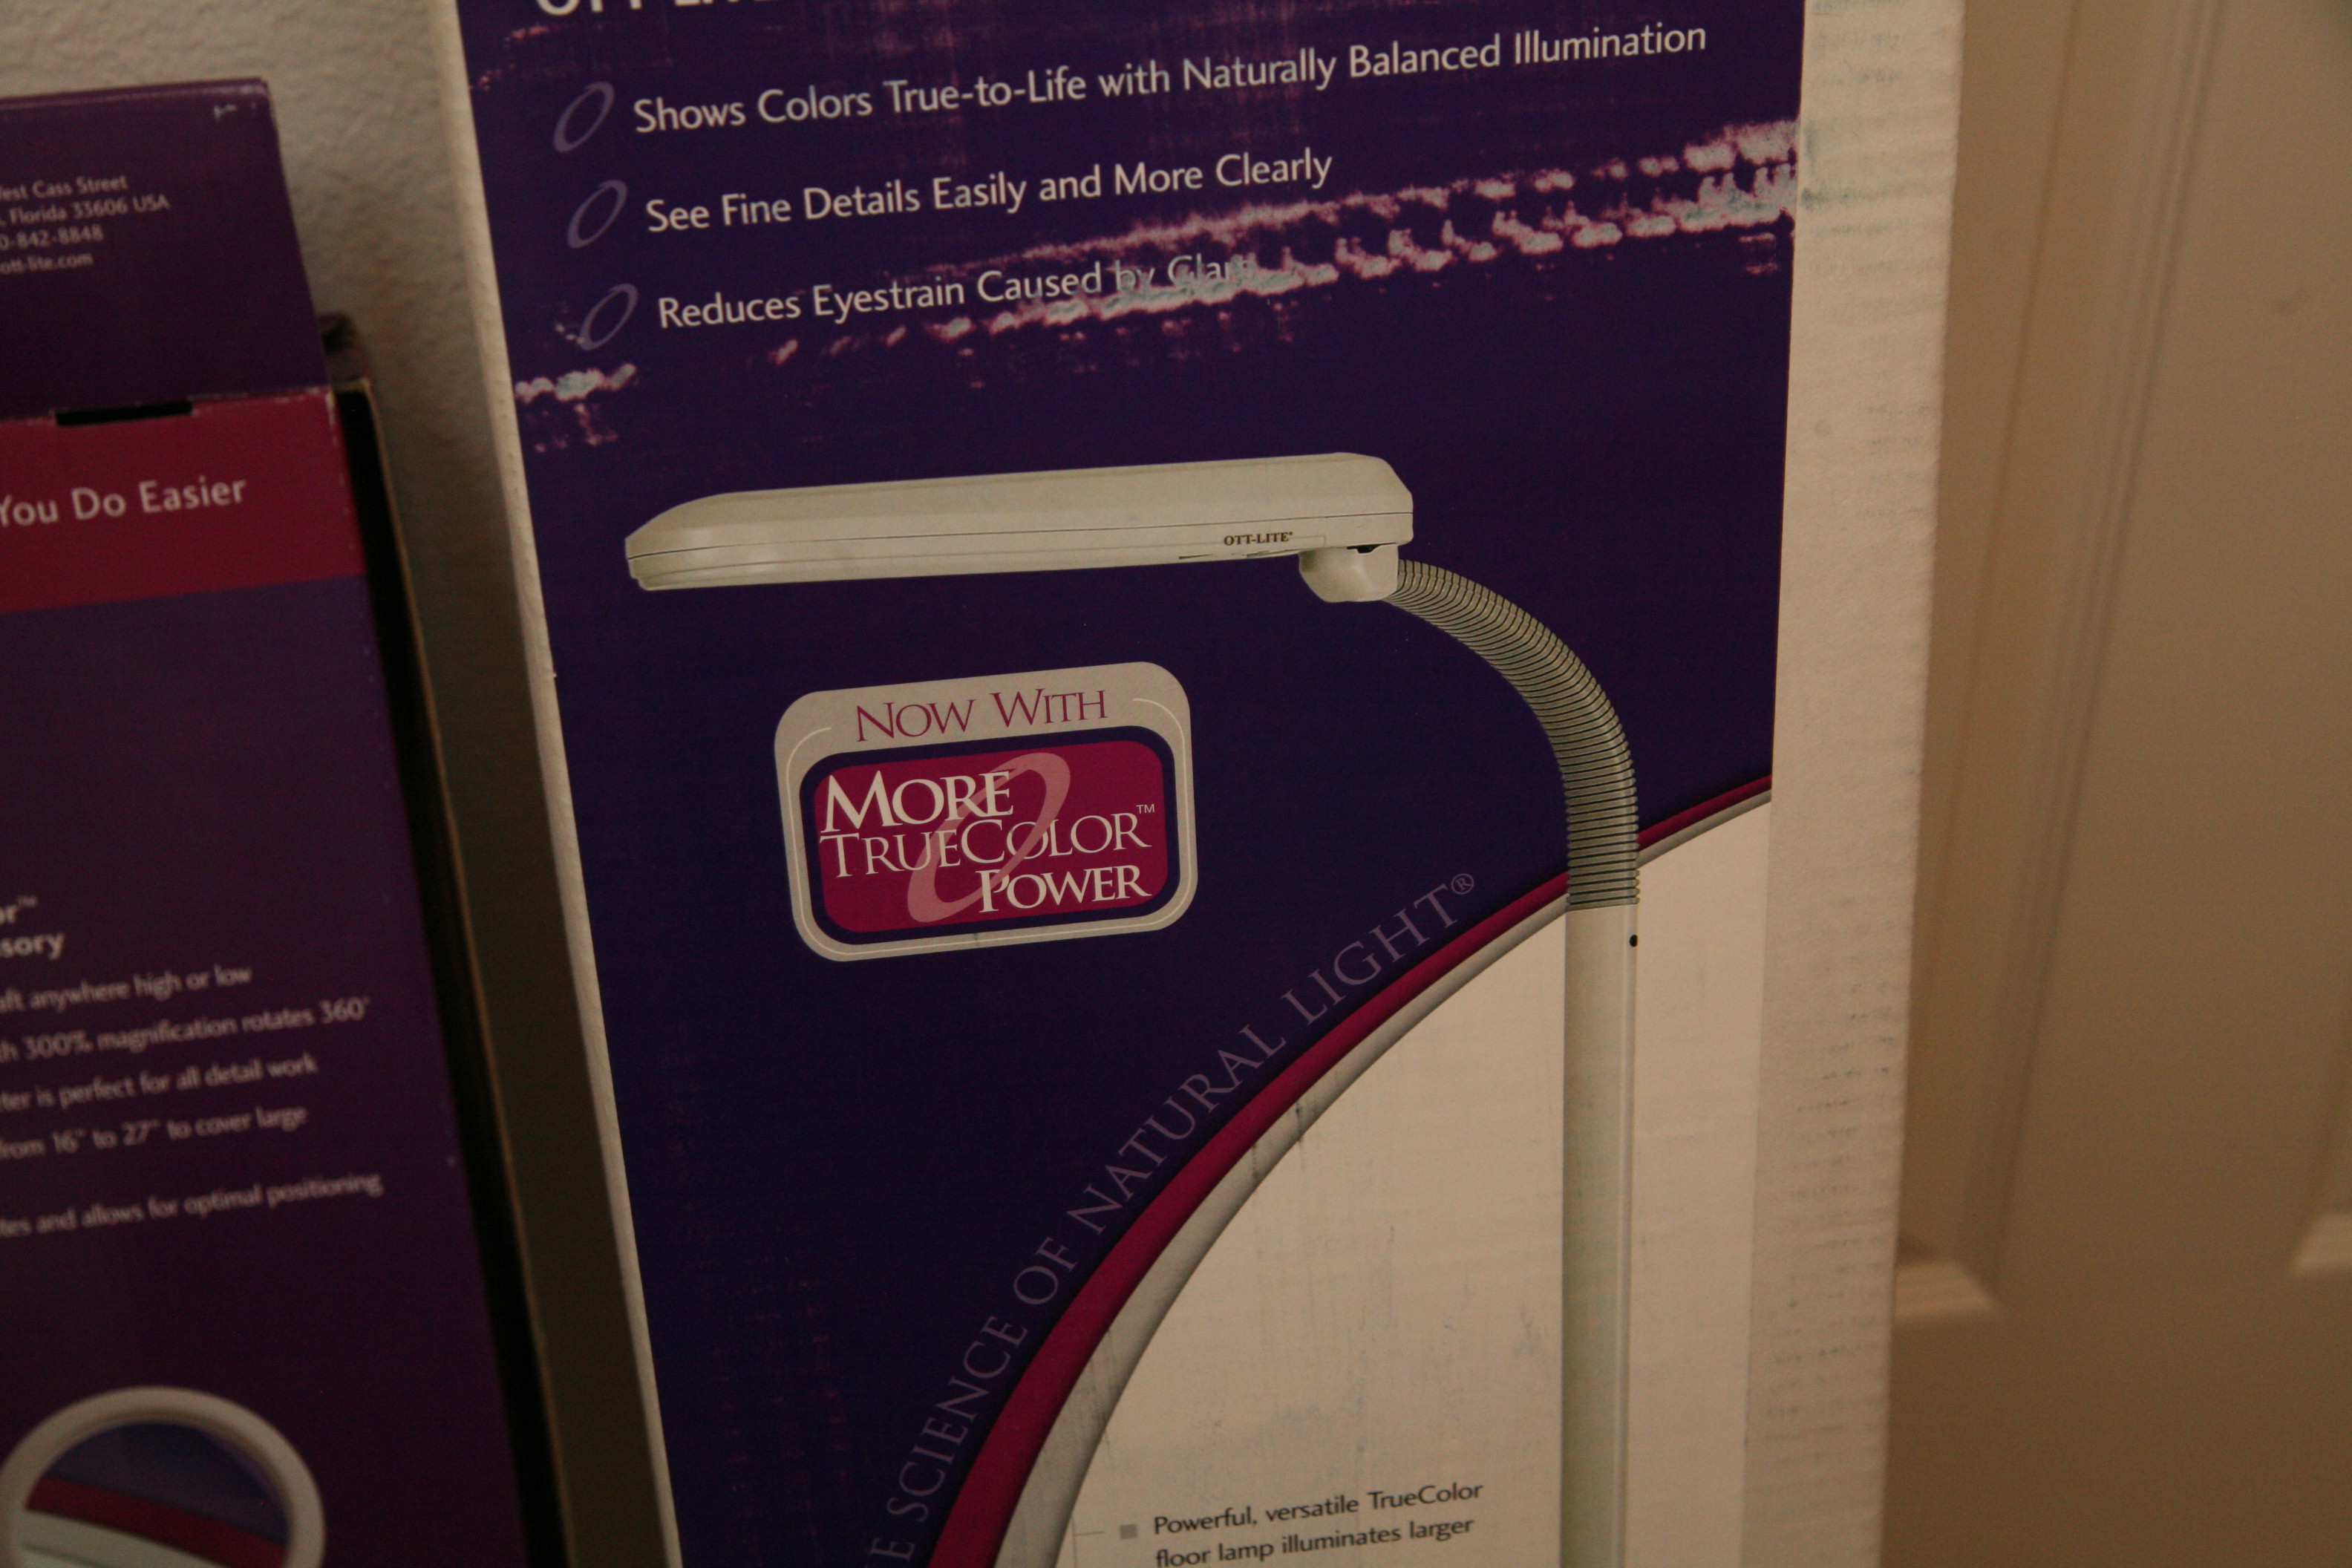 Shows Colors True-to-Life with Naturally Balanced Illumination
See Fine Details Easily and More Clearly
Reduces Eyestrain Caused by
OTT-LITE®
NOW WITH
MORE
TRUECOLOR™
POWER
SCIENCE OF NATURAL LIGHT®
Powerful, versatile TrueColor
floor lamp illuminates larger
Cass Street
Florida 33606 USA
842-8848
ott-lite.com
You Do Easier
anywhere high or low
300% magnification rotates 360°
is perfect for all detail work
from 16" to 27" to cover large
and allows for optimal positioning